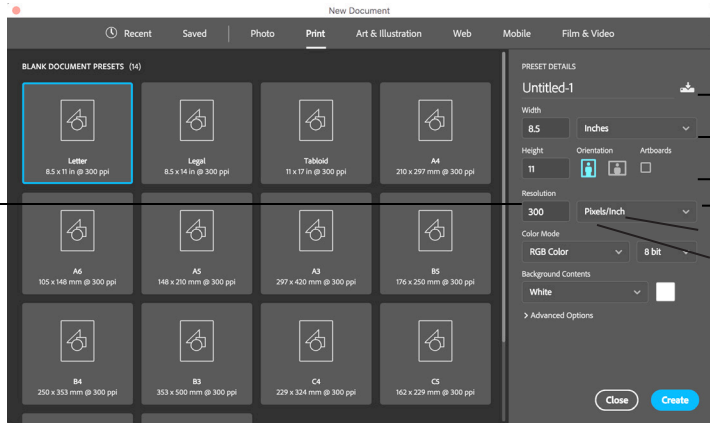 New Document
Recent Saved Photo Print Art & Illustration Web Mobile Film & Video
BLANK DOCUMENT PRESETS (14)
Letter
8.5 x 11 in @ 300 ppi
Legal
8.5 x 14 in @ 300 ppi
Tabloid
11 x 17 in @ 300 ppi
A4
210 x 297 mm @ 300 ppi
A6
105 x 148 mm @ 300 ppi
A5
148 x 210 mm @ 300 ppi
A3
297 x 420 mm @ 300 ppi
B5
176 x 250 mm @ 300 ppi
B4
250 x 353 mm @ 300 ppi
B3
353 x 500 mm @ 300 ppi
C4
229 x 324 mm @ 300 ppi
C5
162 x 229 mm @ 300 ppi
PRESET DETAILS
Untitled-1
Width
8.5 Inches
Height Orientation Artboards
11
Resolution
300 Pixels/Inch
Color Mode
RGB Color 8 bit
Background Contents
White
Advanced Options
Close Create